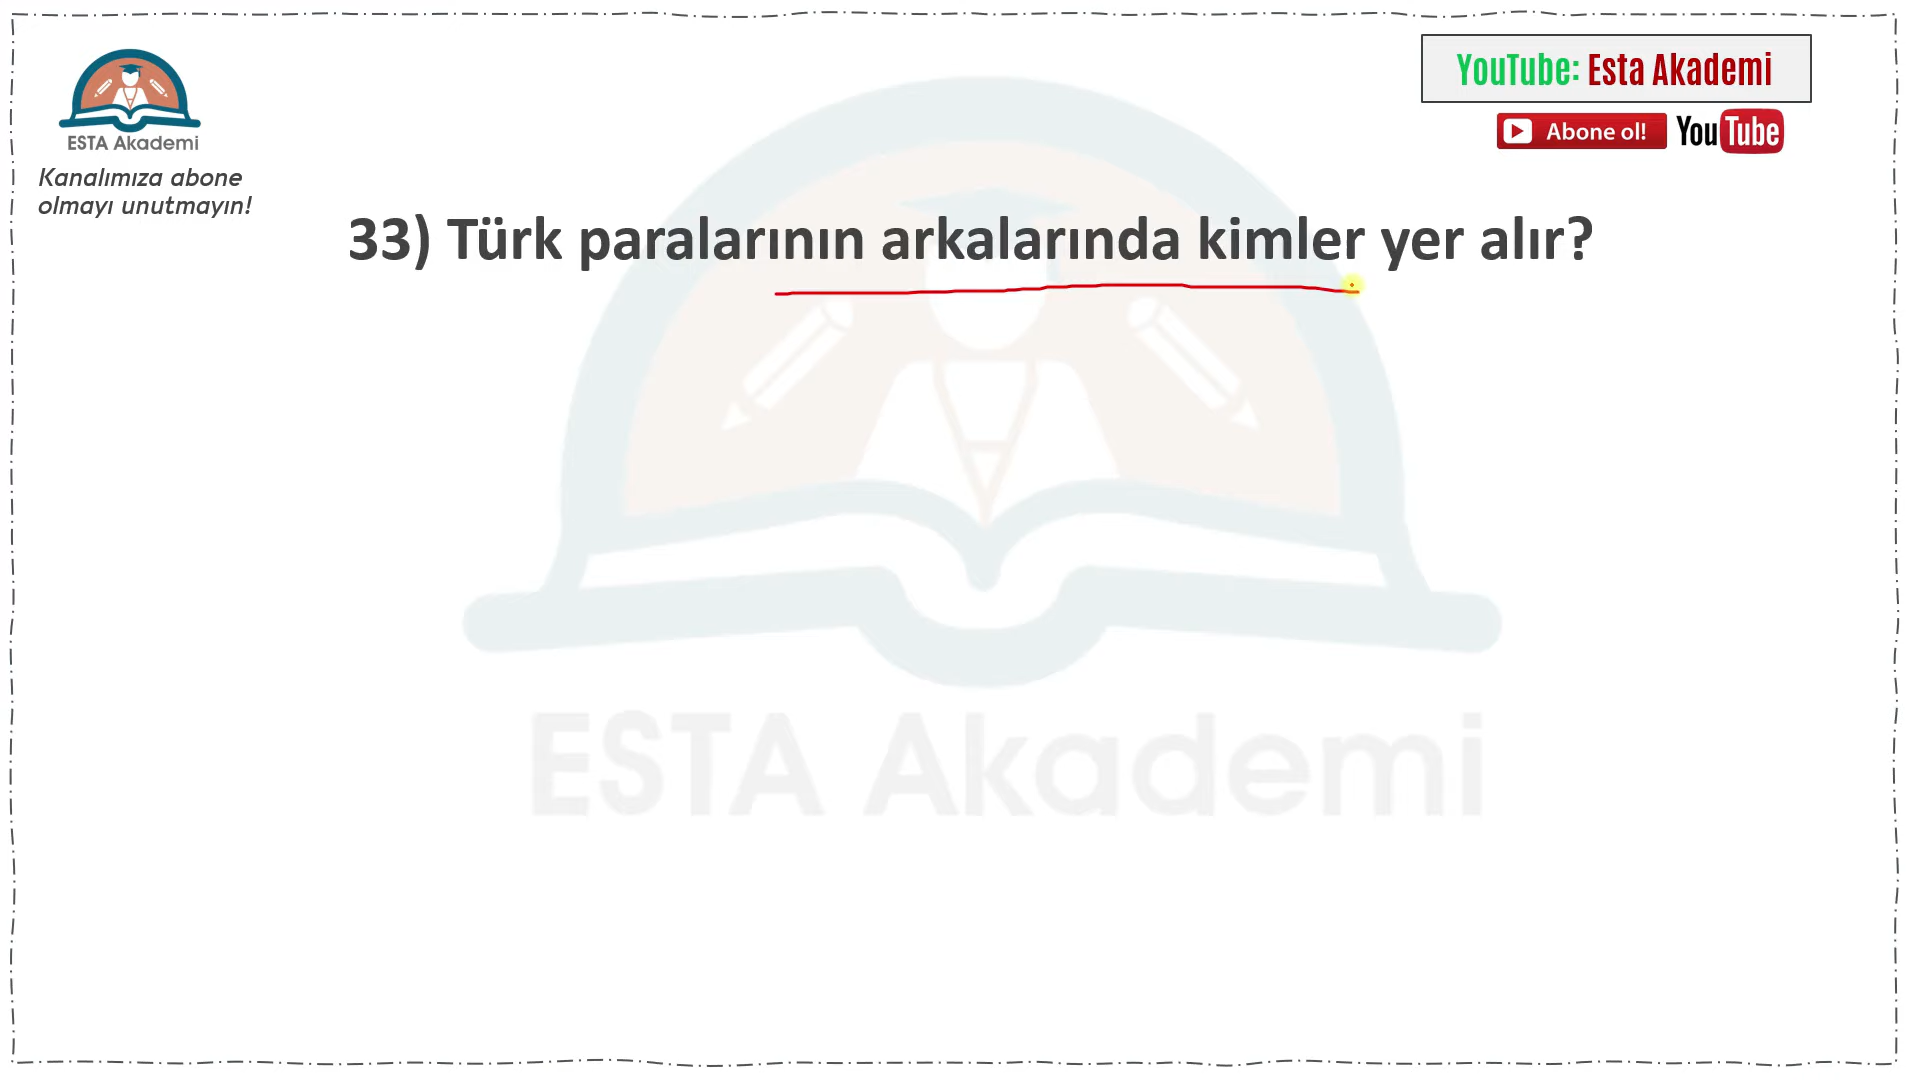 ESTA Akademi
Kanalımıza abone
olmayı unutmayın!
YouTube: Esta Akademi
Abone ol! YouTube
33) Türk paralarının arkalarında kimler yer alır?
ESTA Akademi